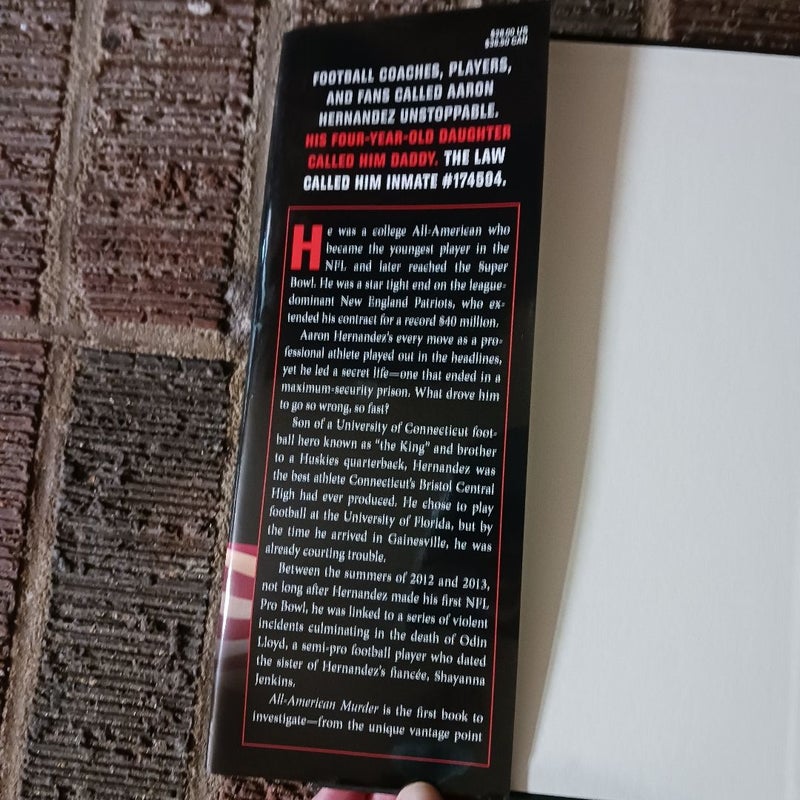 $28.00 US
$36.50 CAN
FOOTBALL COACHES, PLAYERS,
AND FANS CALLED AARON
HERNANDEZ UNSTOPPABLE.
HIS FOUR-YEAR-OLD DAUGHTER
CALLED HIM DADDY. THE LAW
CALLED HIM INMATE #174594.
He was a college All-American who
became the youngest player in the
NFL and later reached the Super
Bowl. He was a star tight end on the league-
dominant New England Patriots, who ex-
tended his contract for a record $40 million.
Aaron Hernandez's every move as a pro-
fessional athlete played out in the headlines,
yet he led a secret life—one that ended in a
maximum-security prison. What drove him
to go so wrong, so fast?
Son of a University of Connecticut foot-
ball hero known as "the King" and brother
to a Huskies quarterback, Hernandez was
the best athlete Connecticut's Bristol Central
High had ever produced. He chose to play
football at the University of Florida, but by
the time he arrived in Gainesville, he was
already courting trouble.
Between the summers of 2012 and 2013,
not long after Hernandez made his first NFL
Pro Bowl, he was linked to a series of violent
incidents culminating in the death of Odin
Lloyd, a semi-pro football player who dated
the sister of Hernandez's fiancée, Shayanna
Jenkins.
All-American Murder is the first book to
investigate—from the unique vantage point